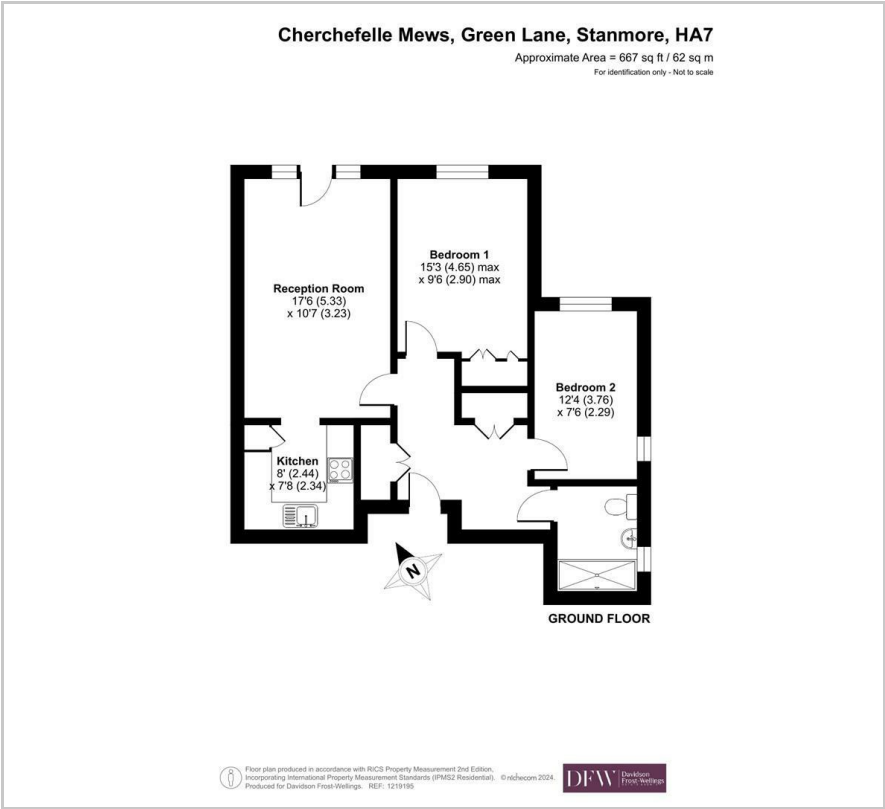 Cherchefelle Mews, Green Lane, Stanmore, HA7
Approximate Area = 667 sq ft / 62 sq m
For identification only - Not to scale
Bedroom 1
15'3 (4.65) max
x 9'6 (2.90) max
Reception Room
17'6 (5.33)
x 10'7 (3.23)
Bedroom 2
12'4 (3.76)
x 7'6 (2.29)
Kitchen
8' (2.44)
x 7'8 (2.34)
N
GROUND FLOOR
Floor plan produced in accordance with RICS Property Measurement 2nd Edition,
Incorporating International Property Measurement Standards (IPMS2 Residential). © nichecom 2024.
Produced for Davidson Frost-Wellings. REF: 1219195
DFW
Davidson
Frost-Wellings